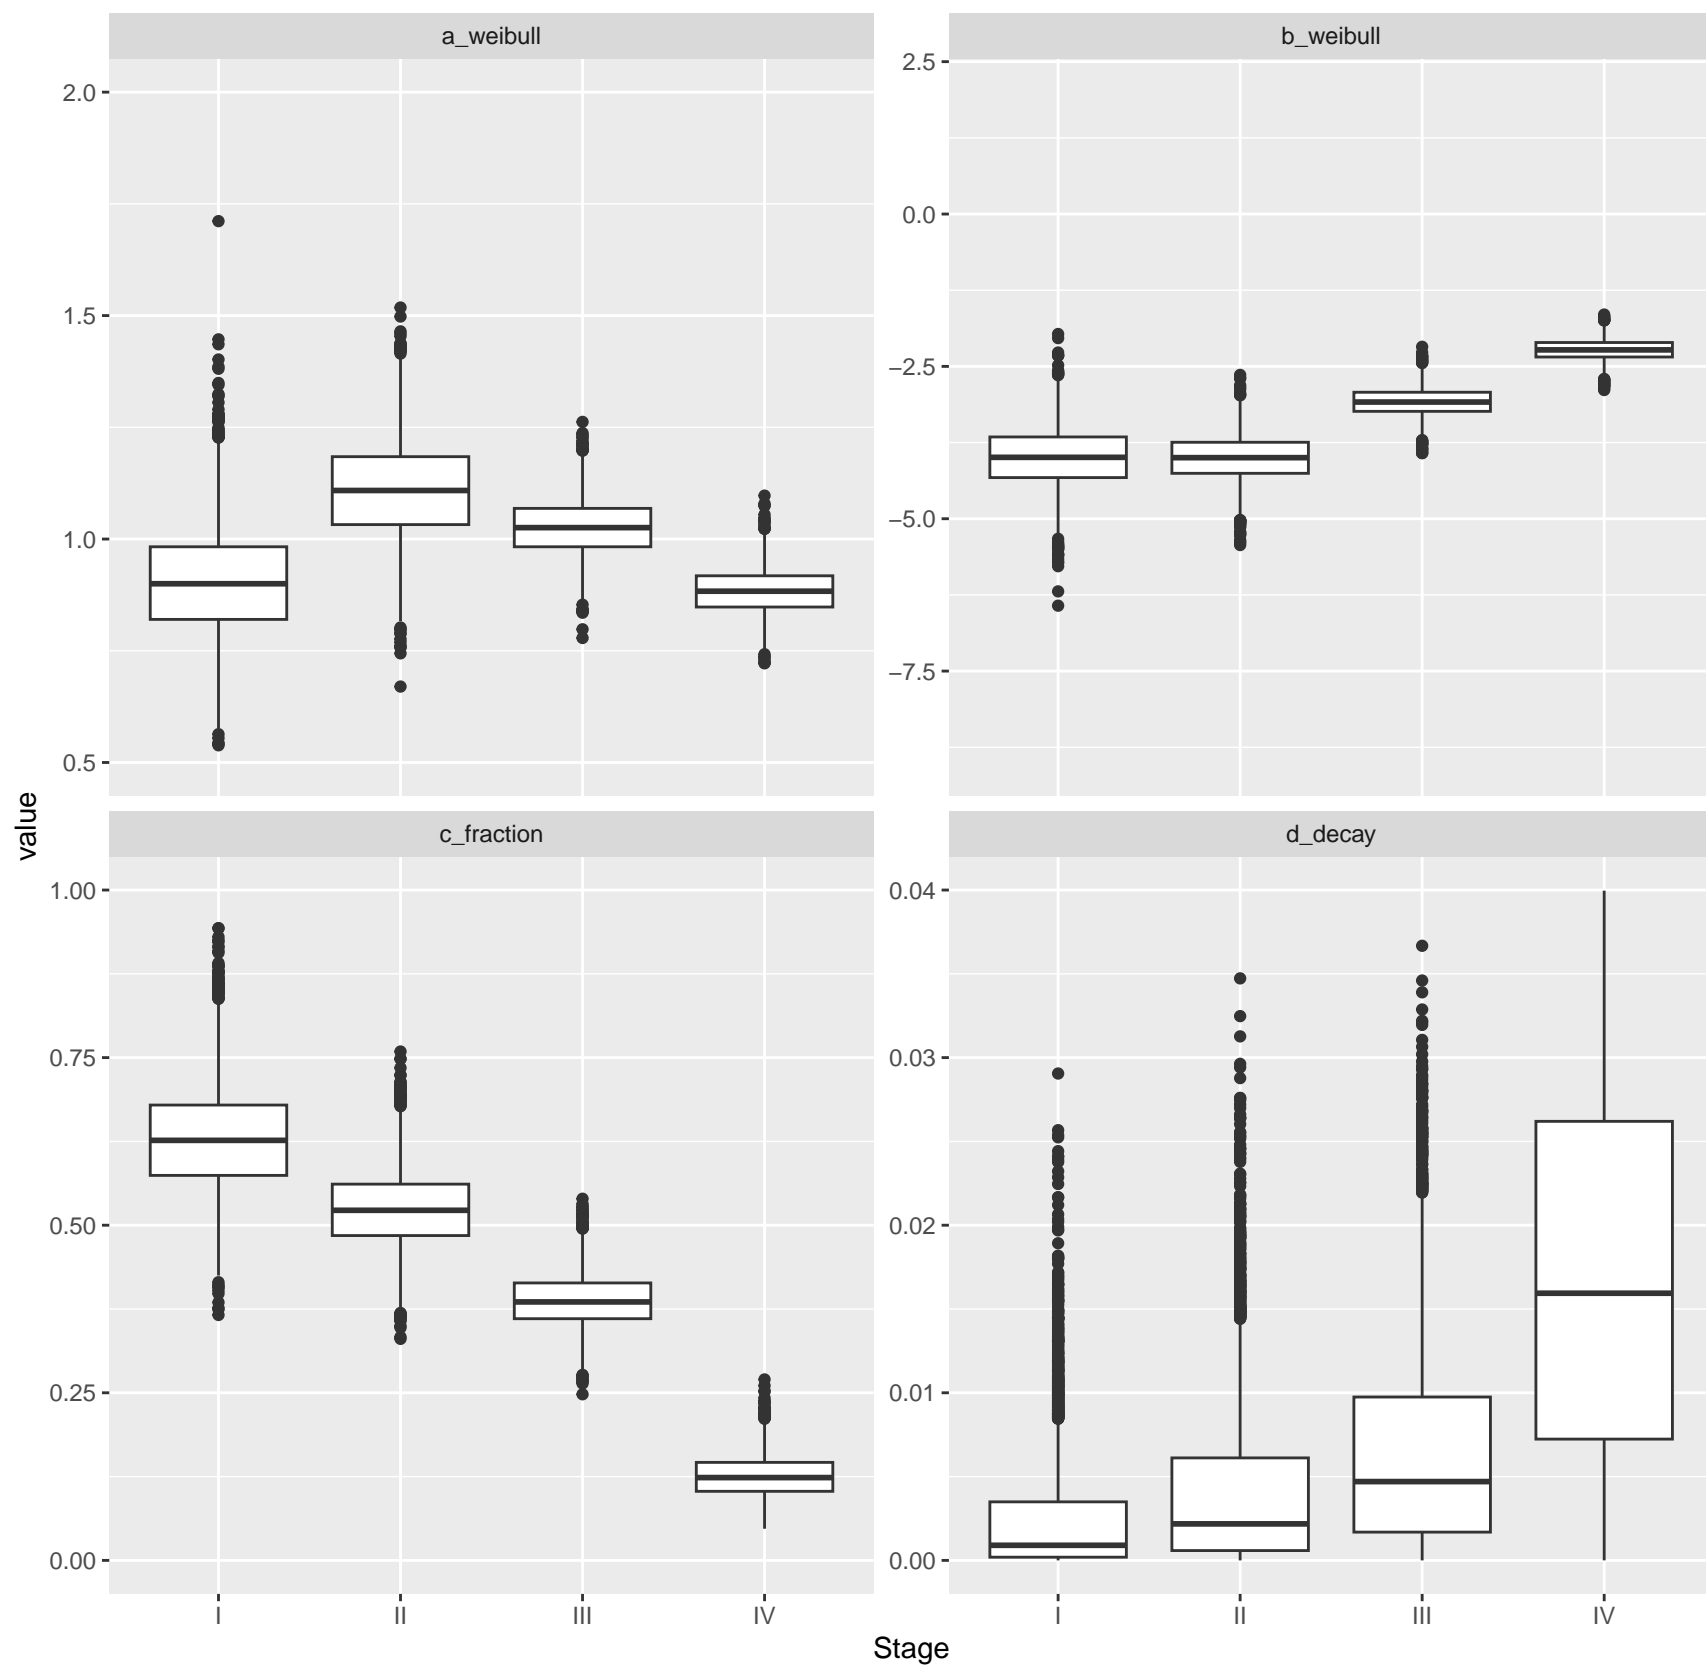 a_weibull
b_weibull
2.0
1.5
1.0
0.5
2.5
0.0
−2.5
−5.0
−7.5
value
c_fraction
d_decay
1.00
0.75
0.50
0.25
0.00
0.04
0.03
0.02
0.01
0.00
I II III IV
I II III IV
Stage